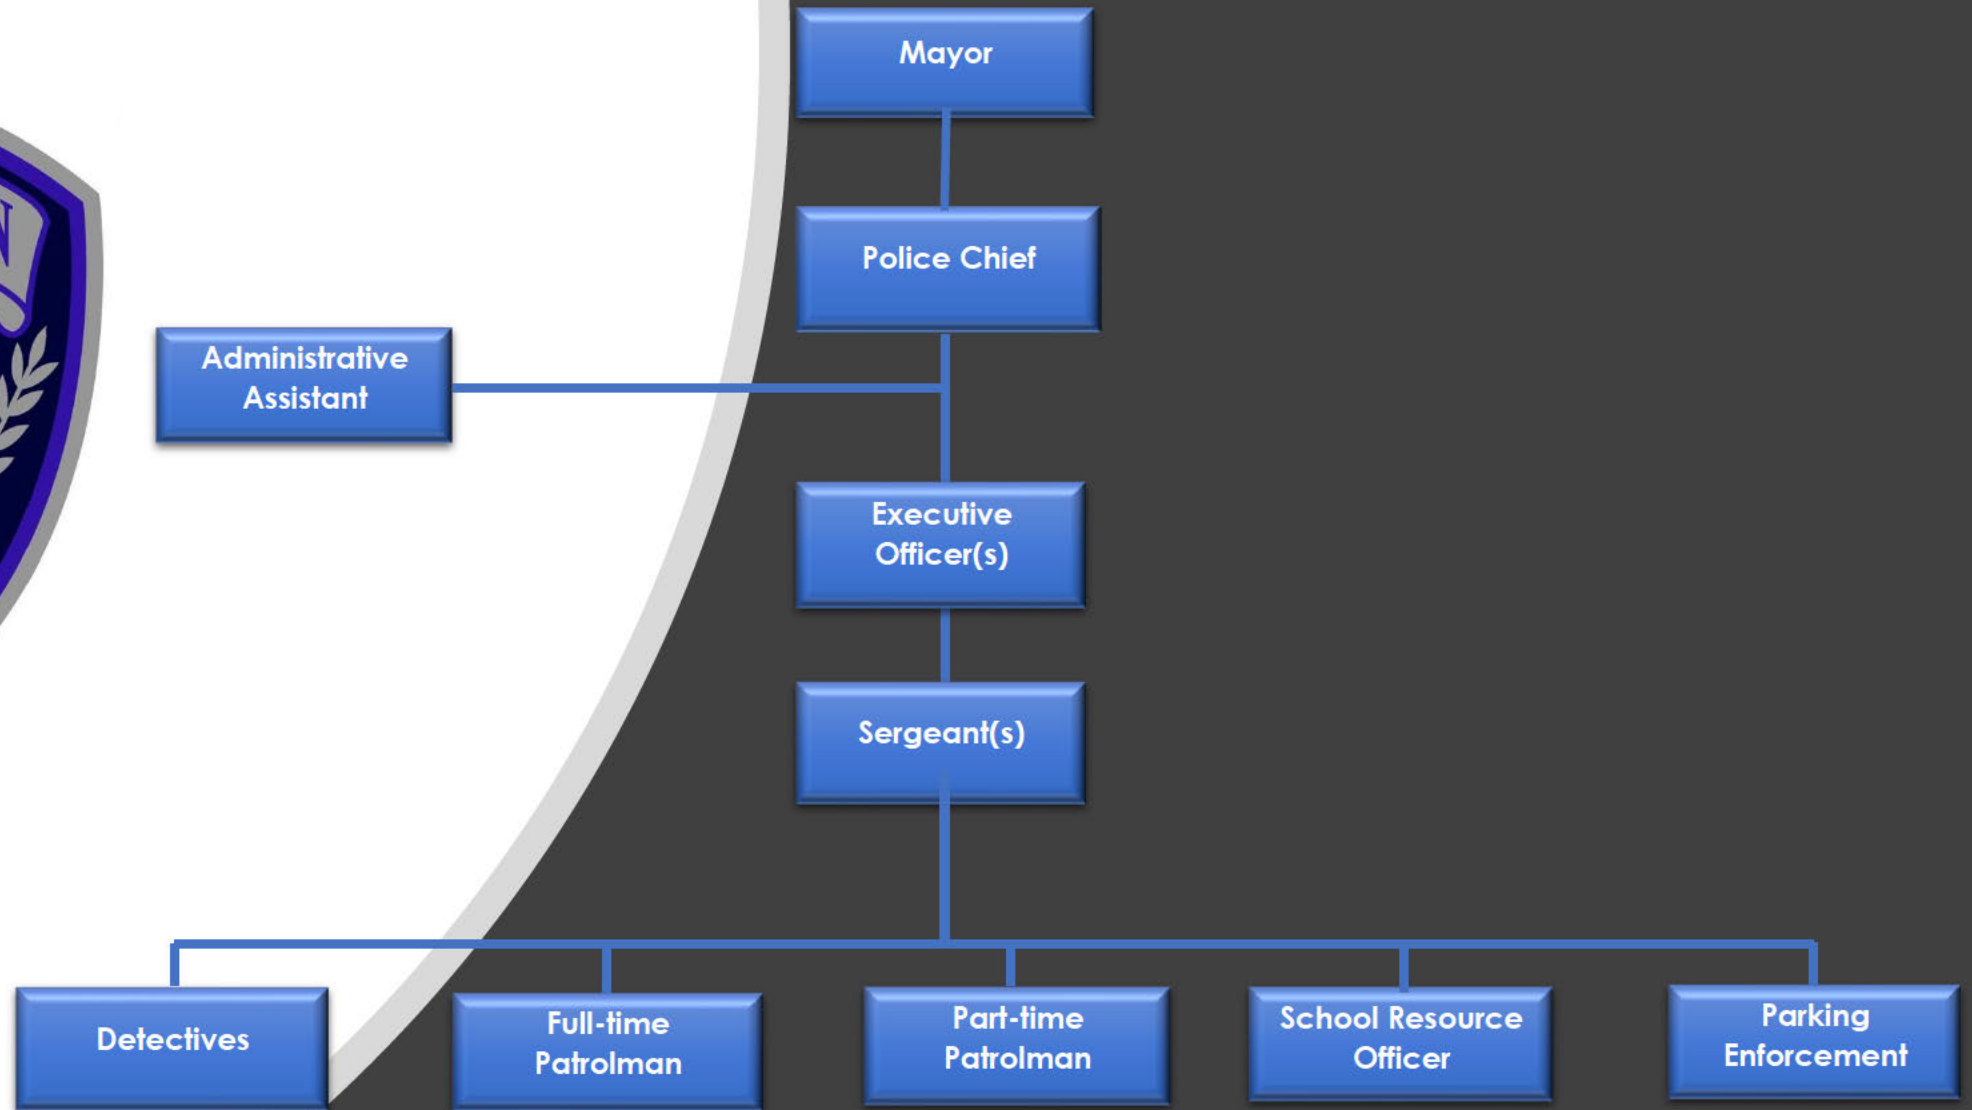 Mayor
Police Chief
Administrative
Assistant
Executive
Officer(s)
Sergeant(s)
Detectives
Full-time
Patrolman
Part-time
Patrolman
School Resource
Officer
Parking
Enforcement